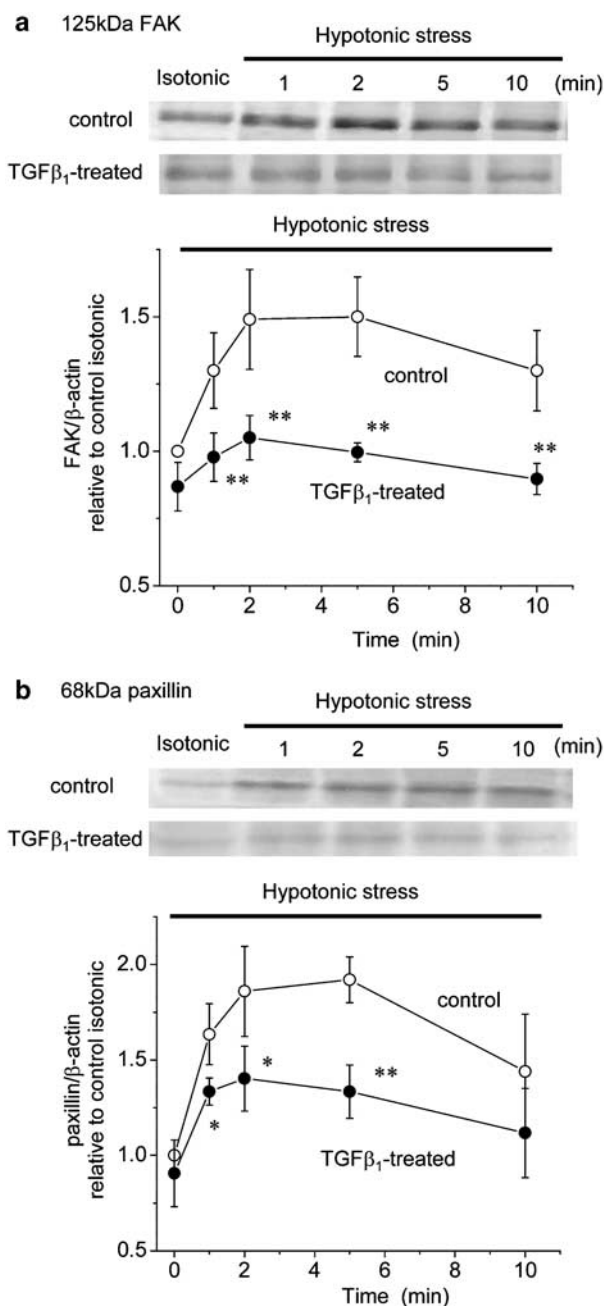 a 125kDa FAK
Hypotonic stress
Isotonic 1 2 5 10 (min)
control
TGFβ₁-treated
Hypotonic stress
1.5
1.0
0.5
FAK/β-actin
relative to control isotonic
control
**
**
**
**
TGFβ₁-treated
0 2 4 6 8 10
Time (min)
b 68kDa paxillin
Hypotonic stress
Isotonic 1 2 5 10 (min)
control
TGFβ₁-treated
Hypotonic stress
2.0
1.5
1.0
0.5
paxillin/β-actin
relative to control isotonic
control
*
**
*
TGFβ₁-treated
0 2 4 6 8 10
Time (min)